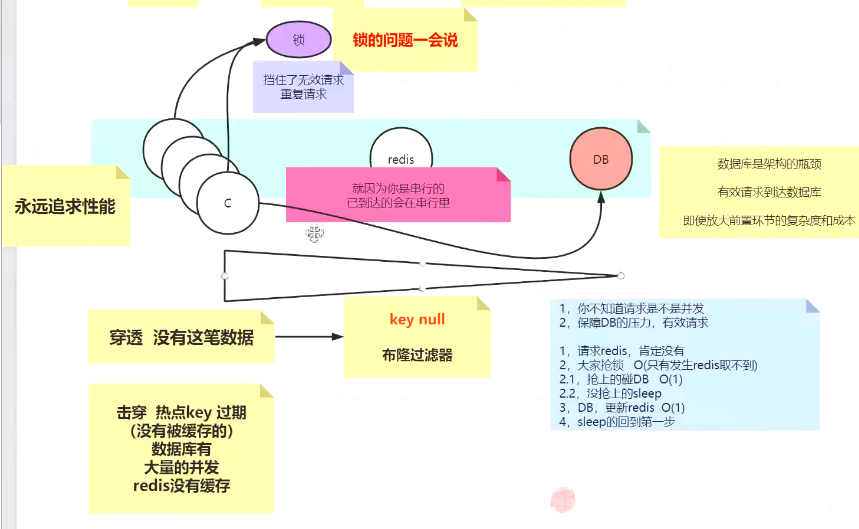 锁
锁的问题一会说
挡住了无效请求
重复请求
redis
DB
C
就因为你是串行的
已到达的会在串行里
永远追求性能
数据库是架构的瓶颈
有效请求到达数据库
即便放大前置环节的复杂度和成本
穿透 没有这笔数据
key null
布隆过滤器
1，你不知道请求是不是并发
2，保障DB的压力，有效请求
1，请求redis，肯定没有
2，大家抢锁 O(只有发生redis取不到)
2.1，抢上的碰DB O(1)
2.2，没抢上的sleep
3，DB，更新redis O(1)
4，sleep的回到第一步
击穿 热点key 过期
（没有被缓存的）
数据库有
大量的并发
redis没有缓存